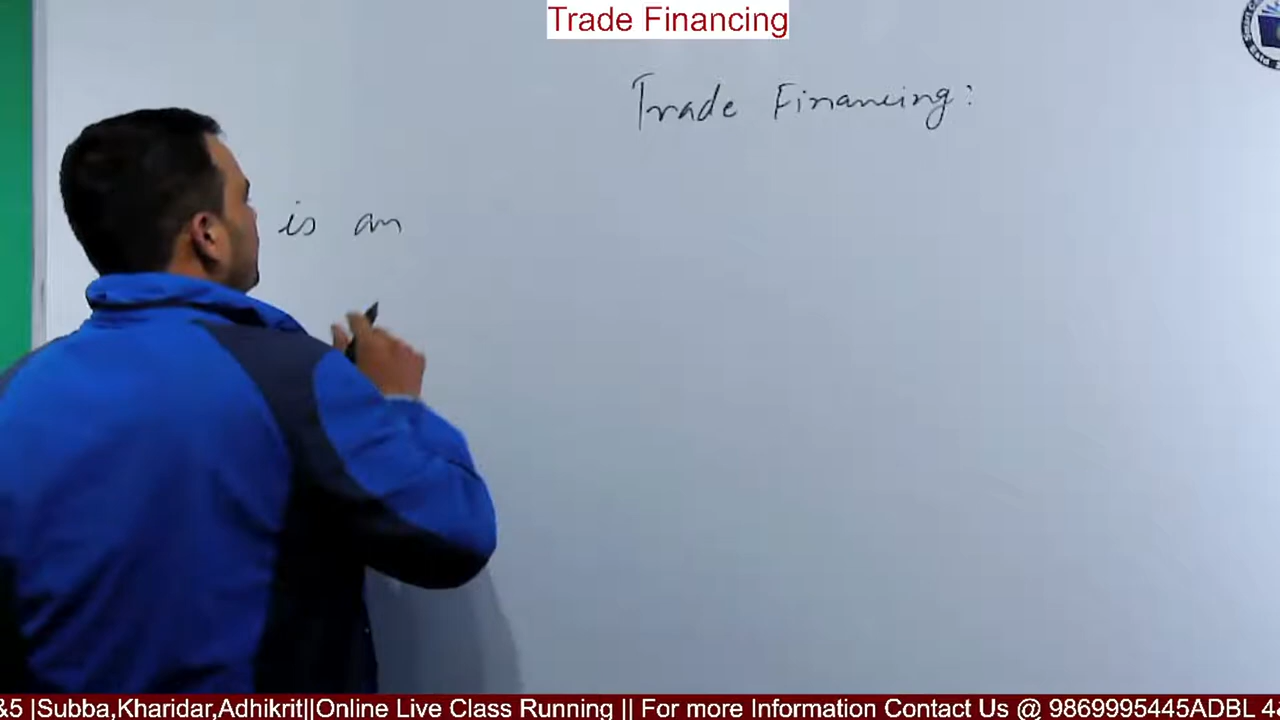 Trade Financing
Trade Financing:
is an
&5 |Subba,Kharidar,Adhikrit||Online Live Class Running || For more Information Contact Us @ 9869995445ADBL 4&